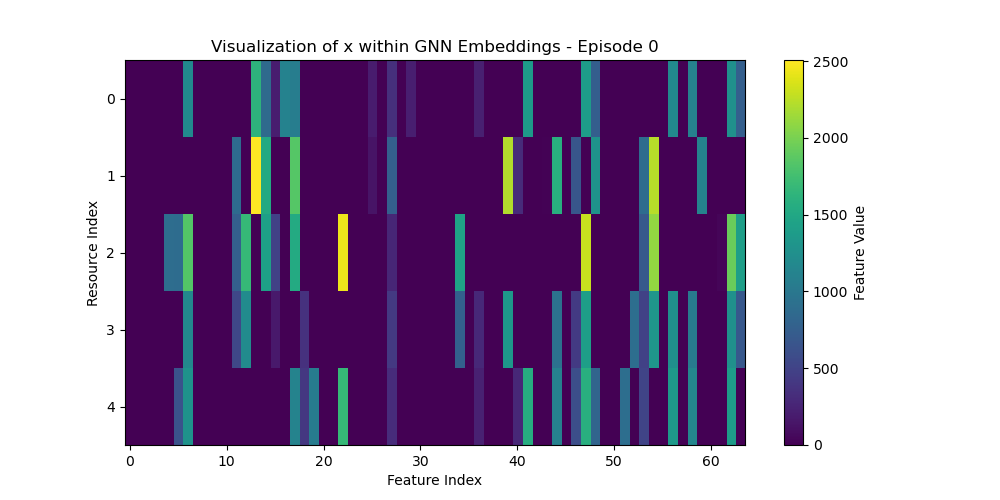 Visualization of x within GNN Embeddings - Episode 0
0
1
2
3
4
Resource Index
0 10 20 30 40 50 60
Feature Index
2500
2000
1500
1000
500
0
Feature Value